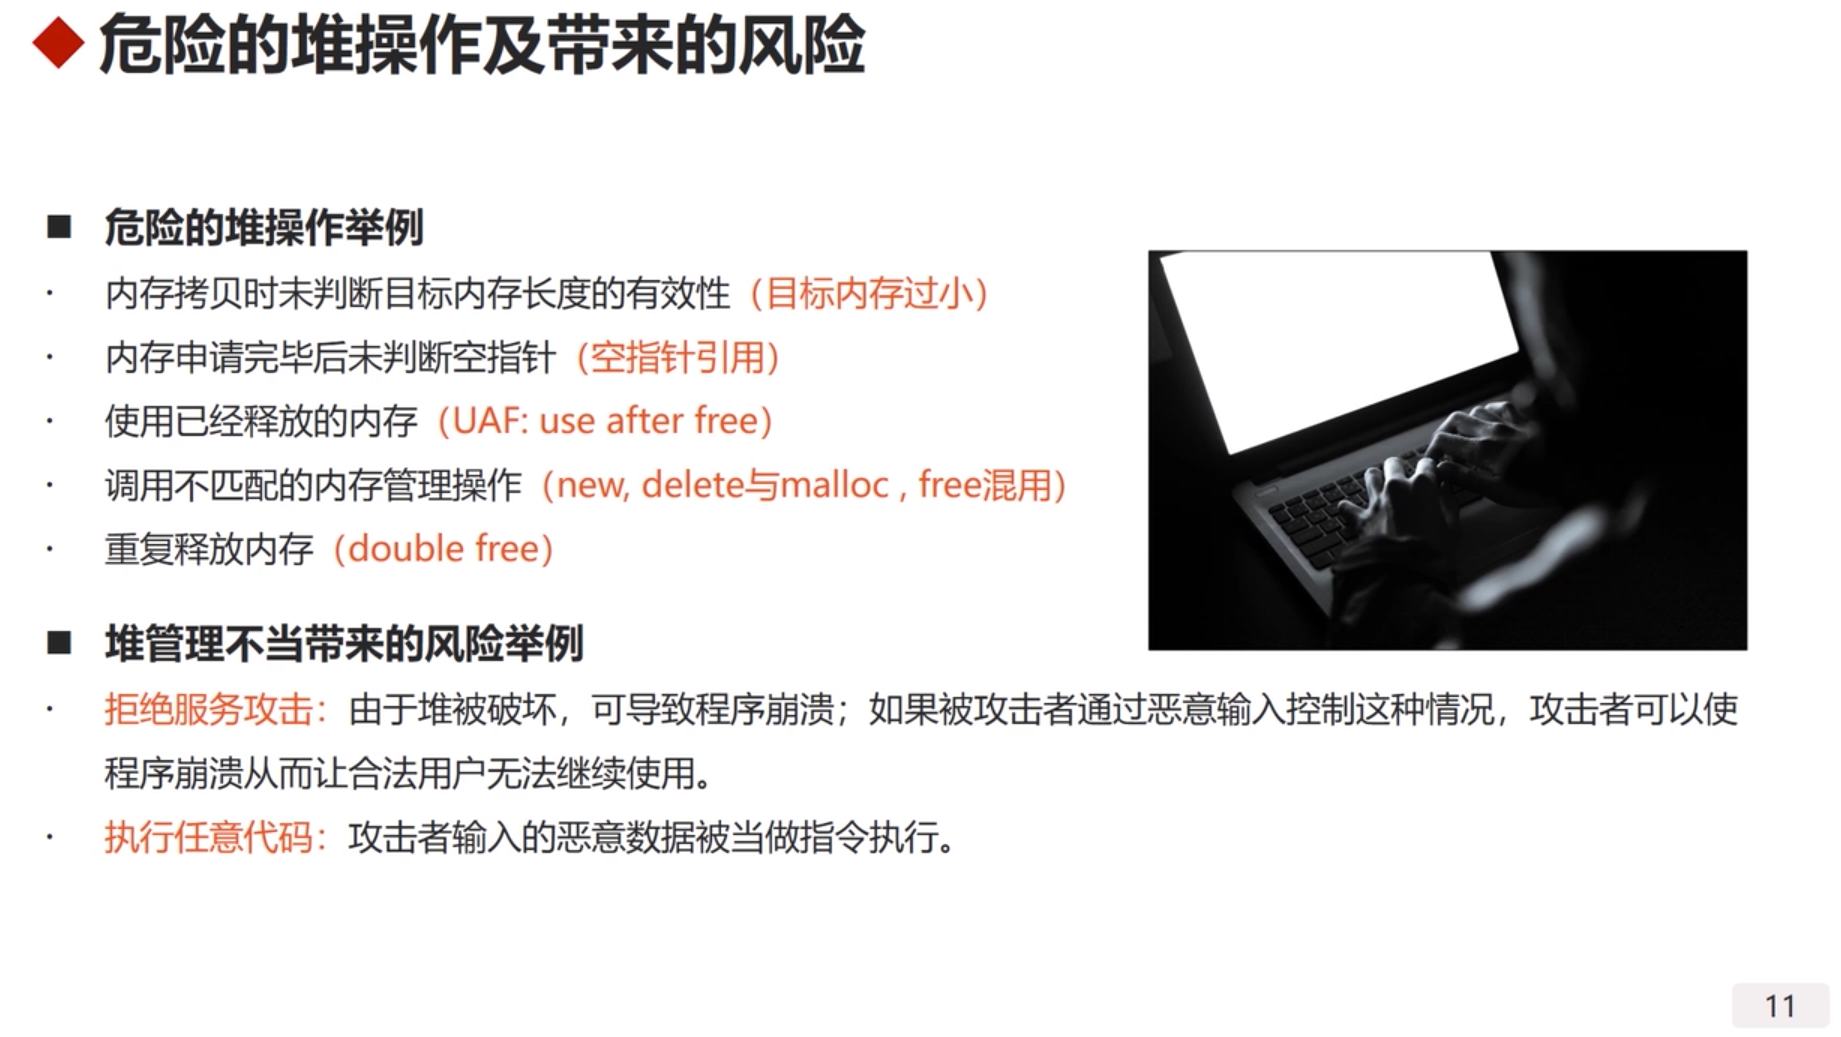 危险的堆操作及带来的风险
■ 危险的堆操作举例
· 内存拷贝时未判断目标内存长度的有效性（目标内存过小）
· 内存申请完毕后未判断空指针（空指针引用）
· 使用已经释放的内存（UAF: use after free）
· 调用不匹配的内存管理操作（new, delete与malloc , free混用）
· 重复释放内存（double free）
■ 堆管理不当带来的风险举例
· 拒绝服务攻击：由于堆被破坏，可导致程序崩溃；如果被攻击者通过恶意输入控制这种情况，攻击者可以使
程序崩溃从而让合法用户无法继续使用。
· 执行任意代码：攻击者输入的恶意数据被当做指令执行。
11